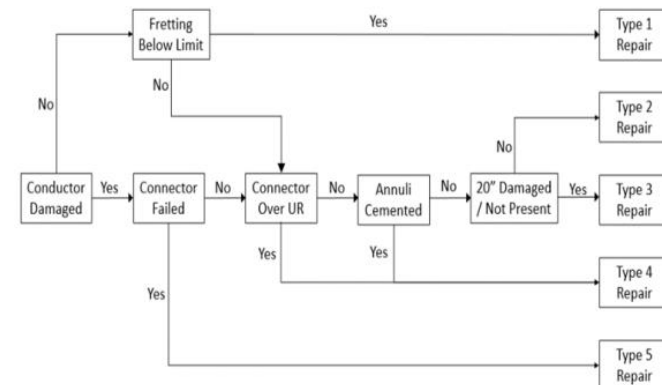 Fretting
Below Limit
Yes
Type 1
Repair
No
No
Type 2
Repair
No
Conductor
Damaged
Yes
Connector
Failed
No
Connector
Over UR
No
Annuli
Cemented
No
20" Damaged
/ Not Present
Yes
Type 3
Repair
Yes
Yes
Type 4
Repair
Yes
Type 5
Repair